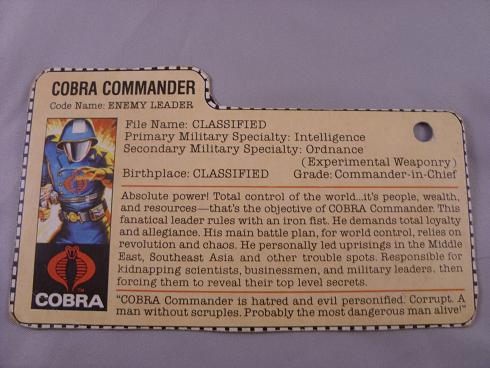 COBRA COMMANDER
Code Name: ENEMY LEADER
File Name: CLASSIFIED
Primary Military Specialty: Intelligence
Secondary Military Specialty: Ordnance
(Experimental Weaponry)
Birthplace: CLASSIFIED Grade: Commander-in-Chief
Absolute power! Total control of the world...it's people, wealth,
and resources—that's the objective of COBRA Commander. This
fanatical leader rules with an iron fist. He demands total loyalty
and allegiance. His main battle plan, for world control, relies on
revolution and chaos. He personally led uprisings in the Middle
East, Southeast Asia and other trouble spots. Responsible for
kidnapping scientists, businessmen, and military leaders, then
forcing them to reveal their top level secrets.
"COBRA Commander is hatred and evil personified. Corrupt. A
man without scruples. Probably the most dangerous man alive!"
TM
COBRA